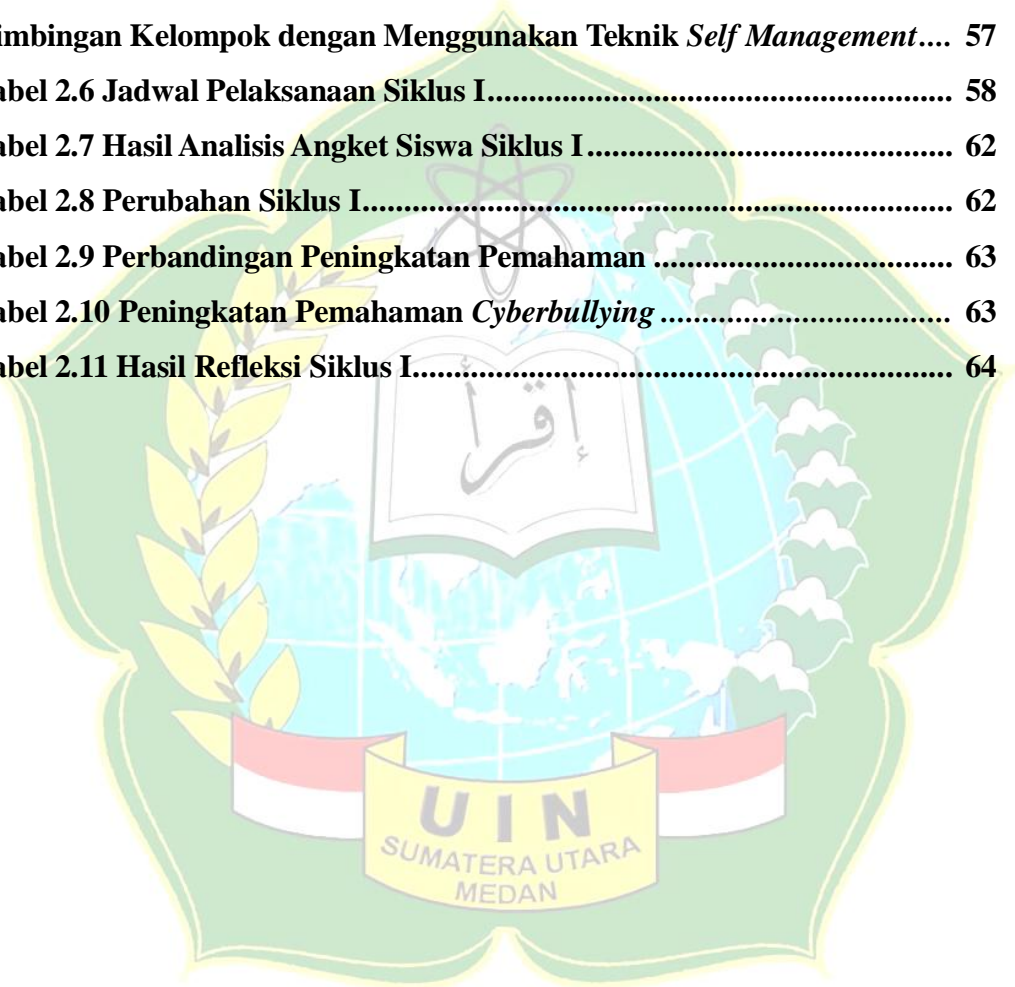 imbingan Kelompok dengan Menggunakan Teknik Self Management.... 57
abel 2.6 Jadwal Pelaksanaan Siklus I........................................................ 58
abel 2.7 Hasil Analisis Angket Siswa Siklus I............................................ 62
abel 2.8 Perubahan Siklus I........................................................................ 62
abel 2.9 Perbandingan Peningkatan Pemahaman .................................... 63
abel 2.10 Peningkatan Pemahaman Cyberbullying ................................... 63
abel 2.11 Hasil Refleksi Siklus I.................................................................. 64
إقرأ
UIN
SUMATERA UTARA
MEDAN